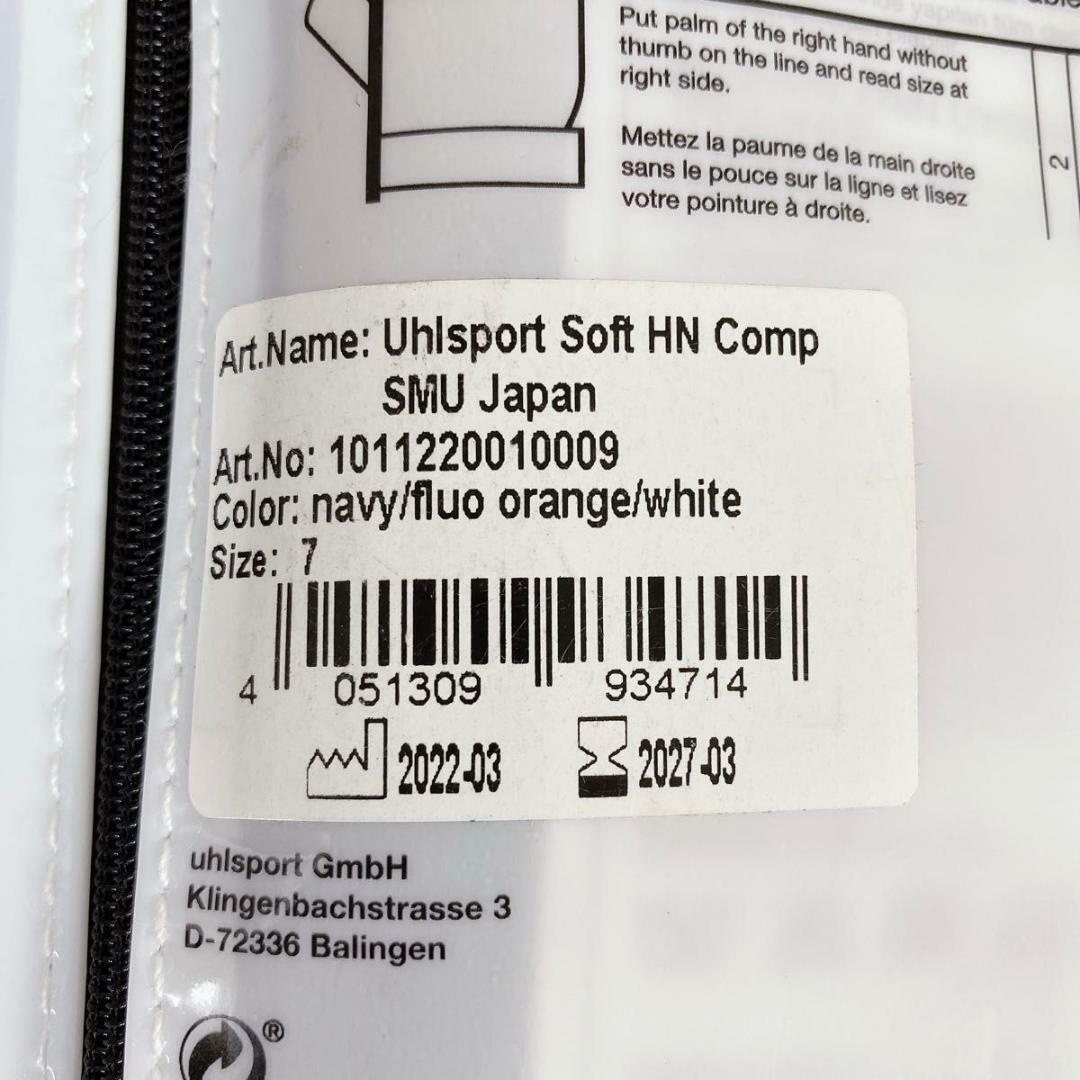 Put palm of the right hand without
thumb on the line and read size at
right side.
Mettez la paume de la main droite
sans le pouce sur la ligne et lisez
votre pointure à droite.
2
Art.Name: Uhlsport Soft HN Comp
SMU Japan
Art.No: 1011220010009
Color: navy/fluo orange/white
Size: 7
4 051309 934714
2022-03 2027-03
uhlsport GmbH
Klingenbachstrasse 3
D-72336 Balingen
®